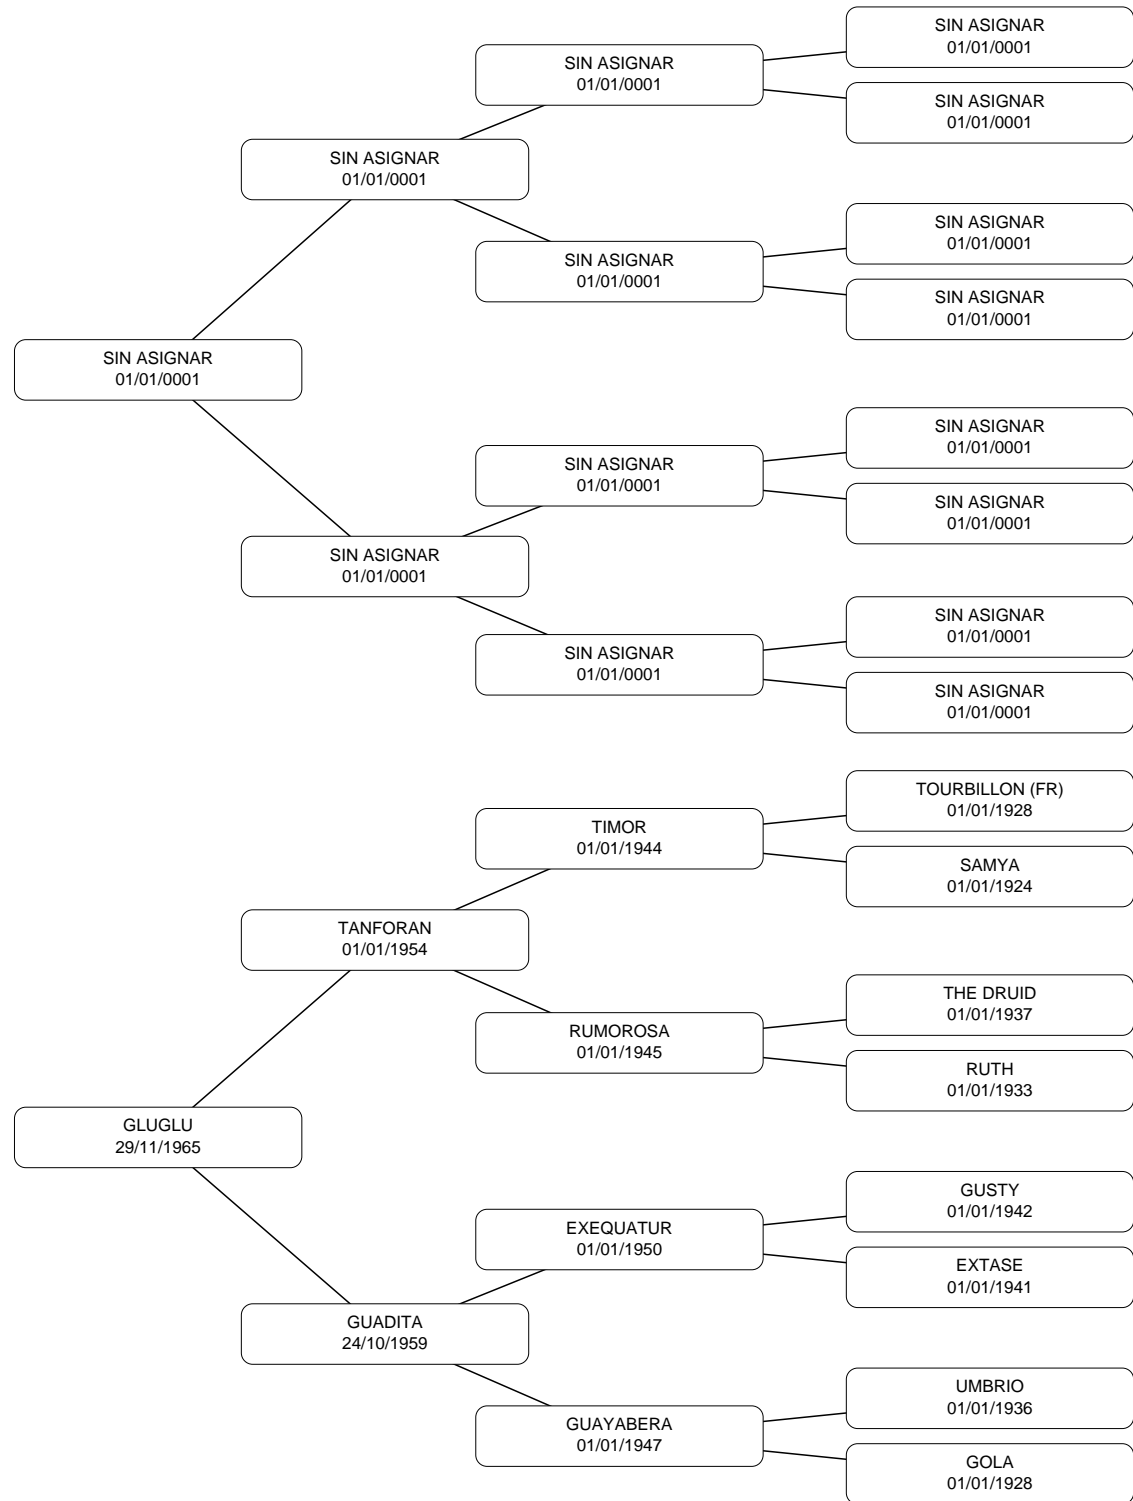 SIN ASIGNAR
01/01/0001
SIN ASIGNAR
01/01/0001
SIN ASIGNAR
01/01/0001
SIN ASIGNAR
01/01/0001
SIN ASIGNAR
01/01/0001
SIN ASIGNAR
01/01/0001
SIN ASIGNAR
01/01/0001
SIN ASIGNAR
01/01/0001
SIN ASIGNAR
01/01/0001
SIN ASIGNAR
01/01/0001
SIN ASIGNAR
01/01/0001
SIN ASIGNAR
01/01/0001
SIN ASIGNAR
01/01/0001
SIN ASIGNAR
01/01/0001
SIN ASIGNAR
01/01/0001
TOURBILLON (FR)
01/01/1928
TIMOR
01/01/1944
SAMYA
01/01/1924
TANFORAN
01/01/1954
THE DRUID
01/01/1937
RUMOROSA
01/01/1945
RUTH
01/01/1933
GLUGLU
29/11/1965
GUSTY
01/01/1942
EXEQUATUR
01/01/1950
EXTASE
01/01/1941
GUADITA
24/10/1959
UMBRIO
01/01/1936
GUAYABERA
01/01/1947
GOLA
01/01/1928